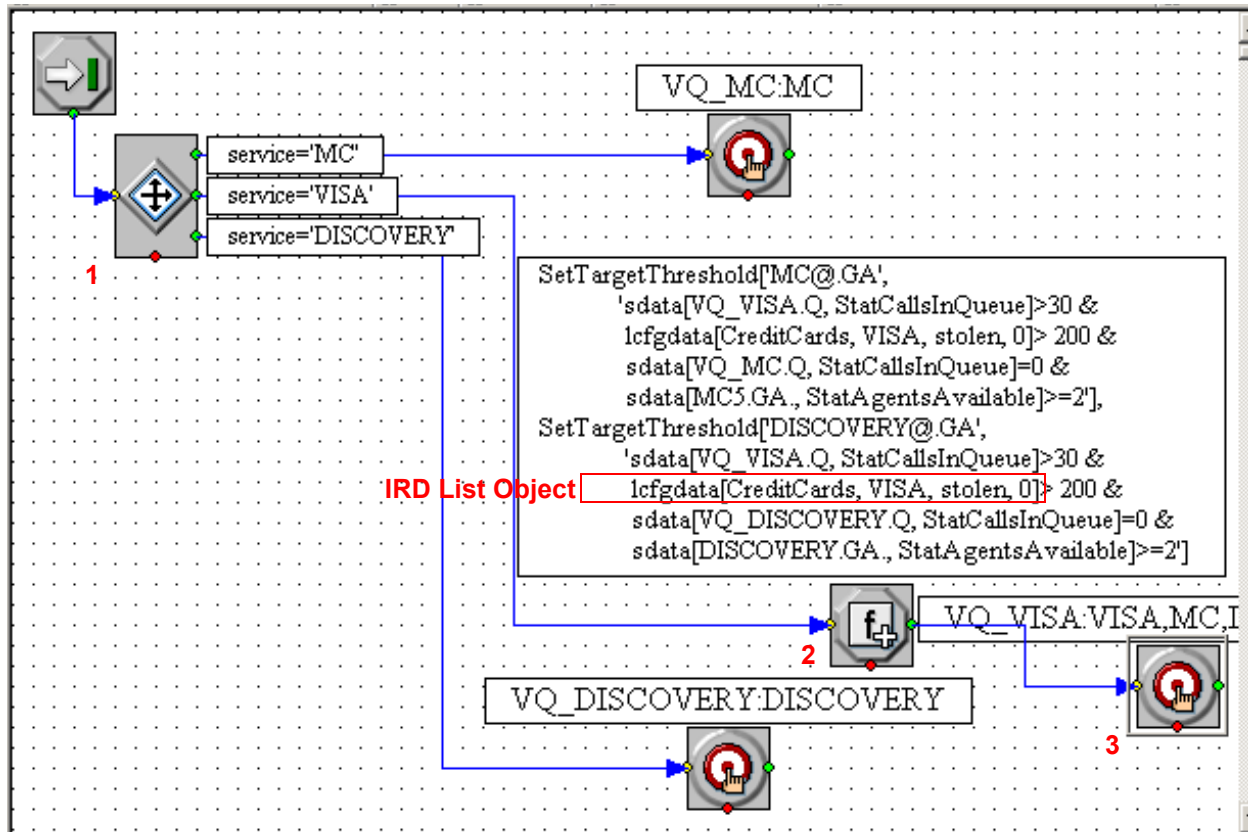 VQ_MC:MC
service='MC'
service='VISA'
service='DISCOVERY'
1
SetTargetThreshold['MC@.GA',
'sdata[VQ_VISA.Q, StatCallsInQueue]>30 &
lcfgdata[CreditCards, VISA, stolen, 0]> 200 &
sdata[VQ_MC.Q, StatCallsInQueue]=0 &
sdata[MC5.GA., StatAgentsAvailable]>=2'],
SetTargetThreshold['DISCOVERY@.GA',
'sdata[VQ_VISA.Q, StatCallsInQueue]>30 &
IRD List Object
lcfgdata[CreditCards, VISA, stolen, 0]> 200 &
sdata[VQ_DISCOVERY.Q, StatCallsInQueue]=0 &
sdata[DISCOVERY.GA., StatAgentsAvailable]>=2']
f
VQ_VISA:VISA,MC,
2
VQ_DISCOVERY:DISCOVERY
3